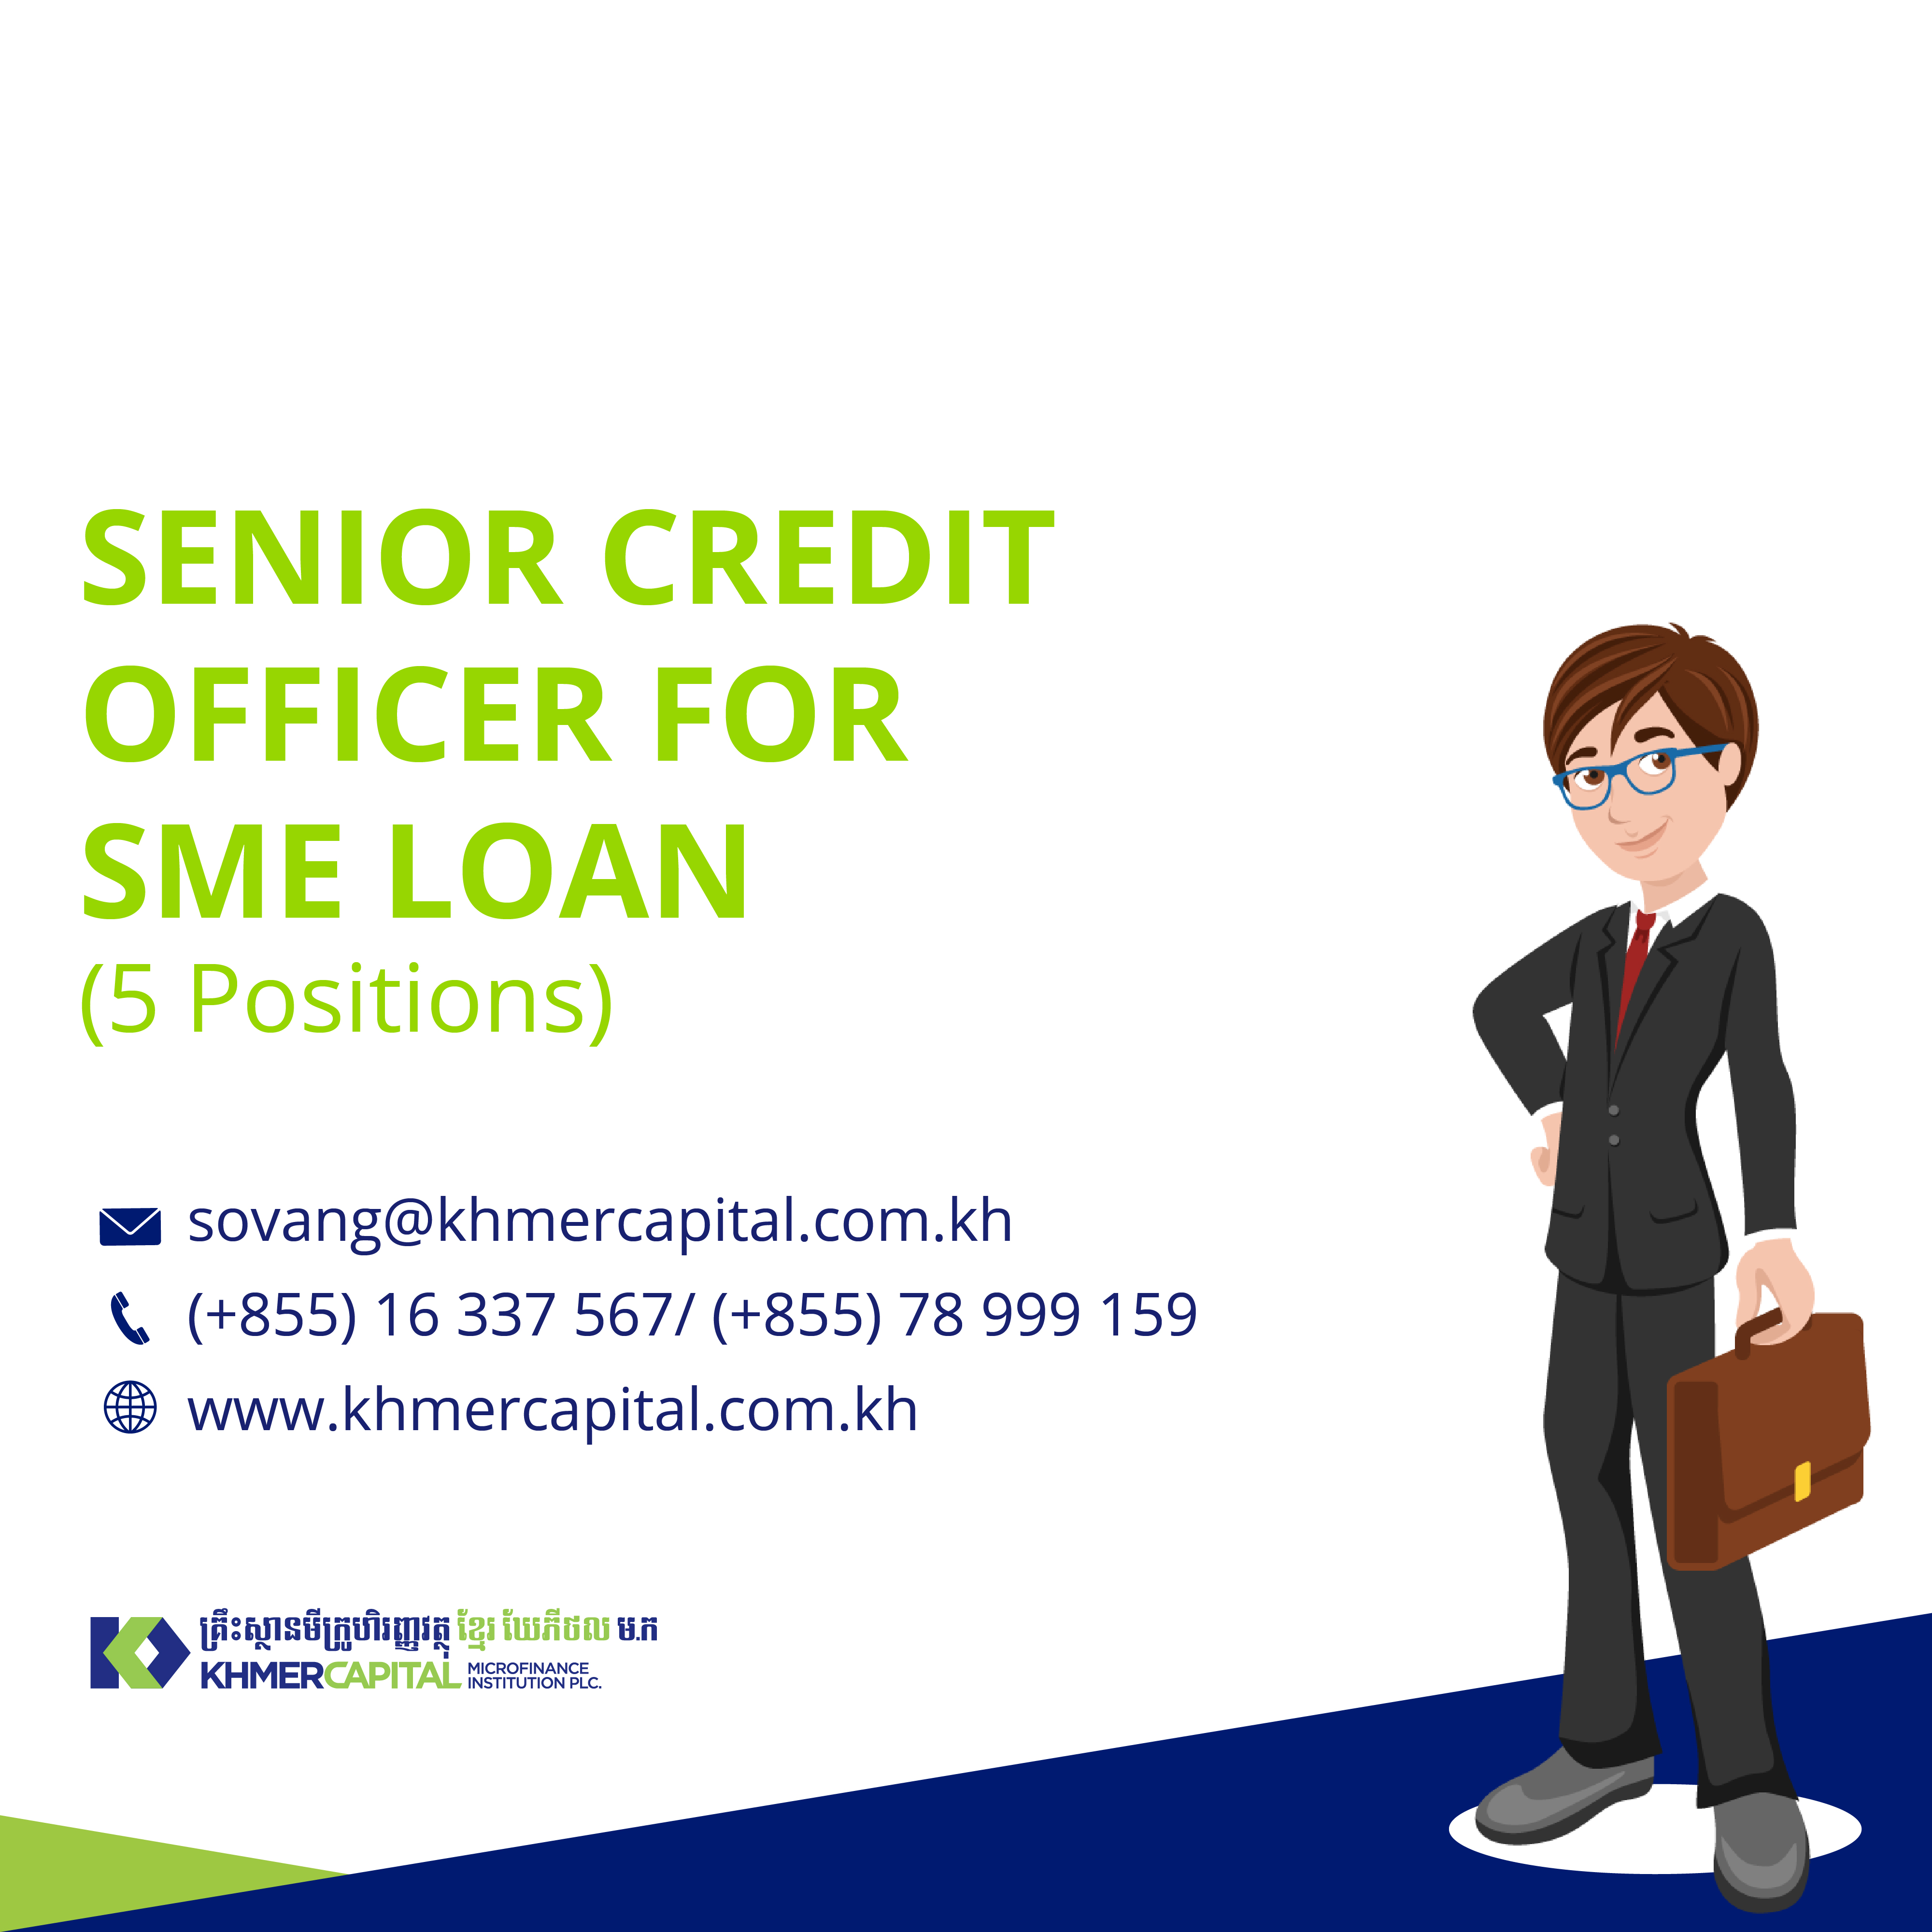 SENIOR CREDIT
OFFICER FOR
SME LOAN
(5 Positions)
sovang@khmercapital.com.kh
(+855) 16 337 567/ (+855) 78 999 159
www.khmercapital.com.kh
គ្រឹះស្ថានមីក្រូហិរញ្ញវត្ថុ ខ្មែរ ឃែភីថល ម.ក
KHMERCAPITAL MICROFINANCE
INSTITUTION PLC.